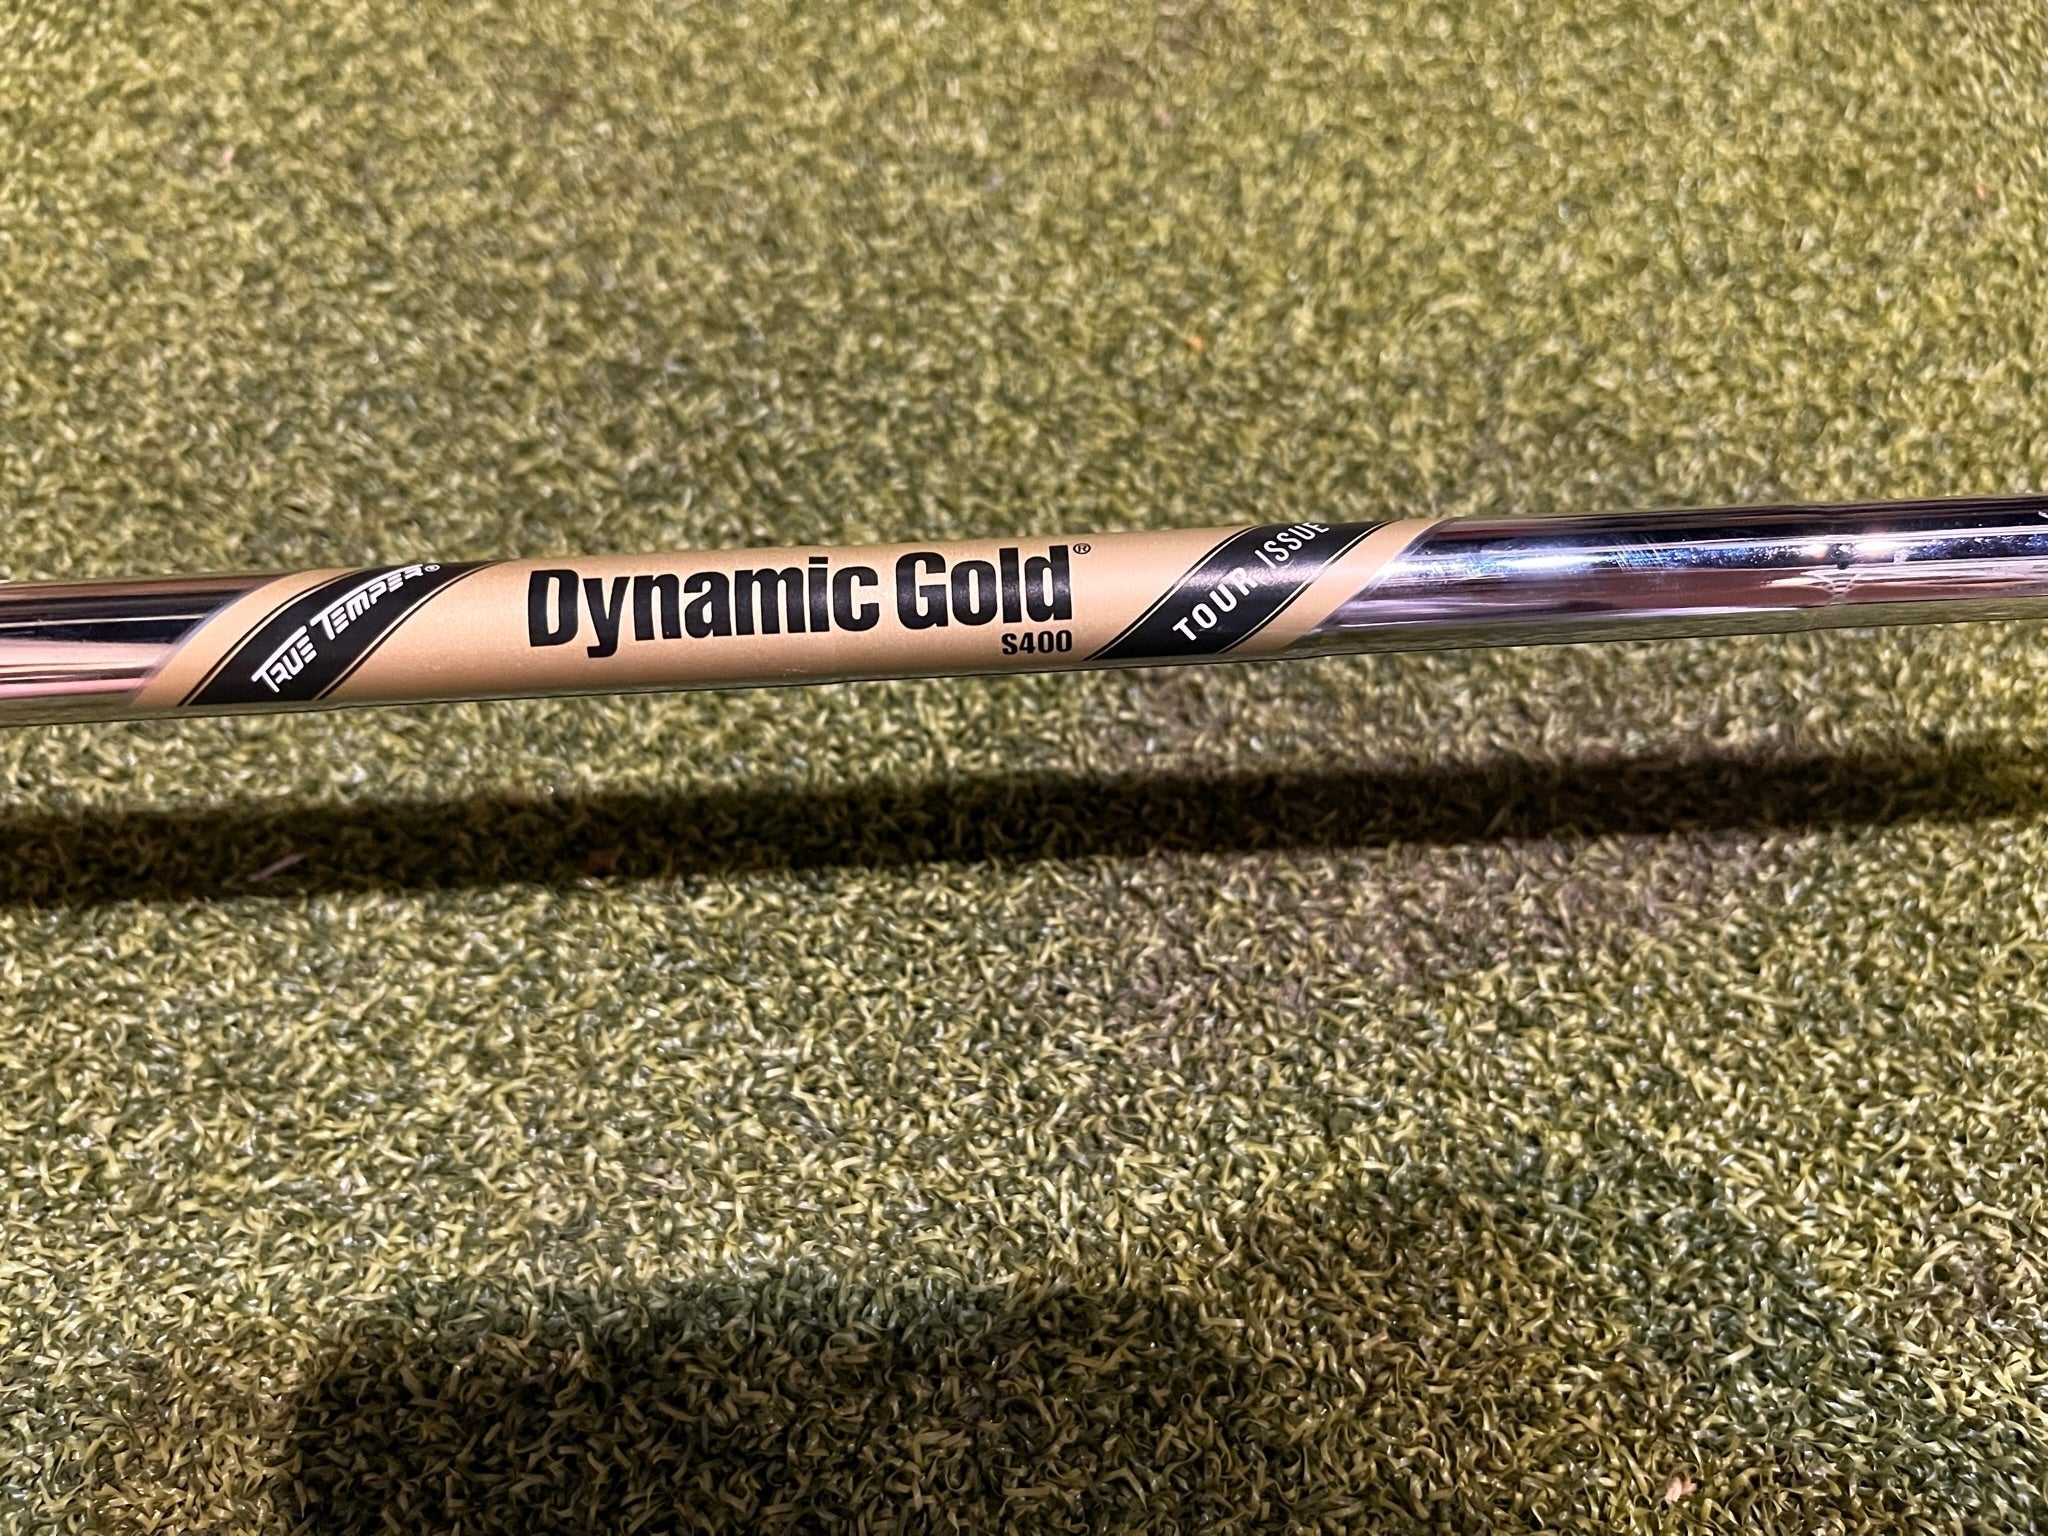 TRUE TEMPER®
Dynamic Gold®
S400
TOUR ISSUE